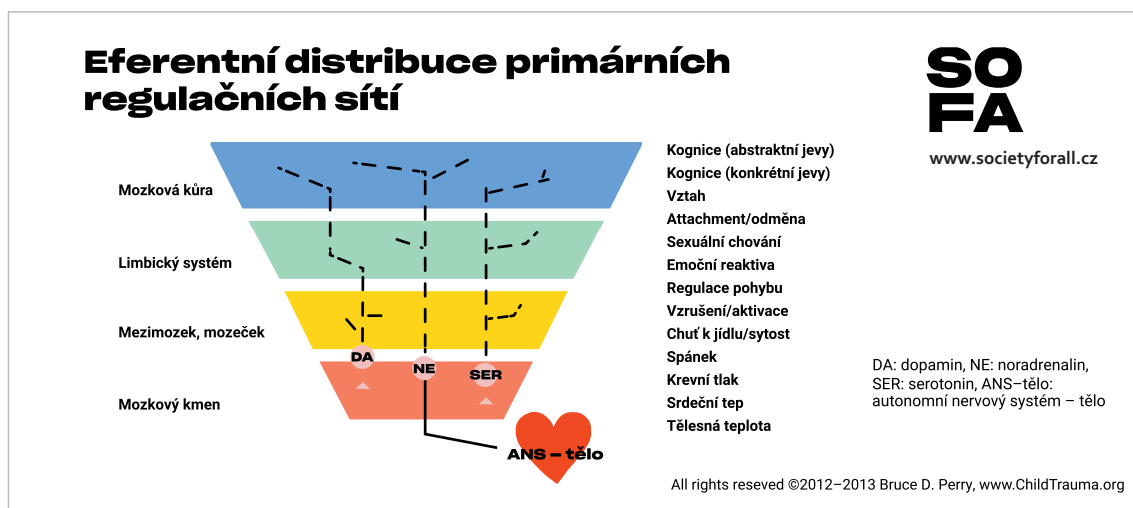 Eferentní distribuce primárních
regulačních sítí
SO
FA
www.societyforall.cz
Mozková kůra
Limbický systém
Mezimozek, mozeček
Mozkový kmen
DA
NE
SER
ANS – tělo
Kognice (abstraktní jevy)
Kognice (konkrétní jevy)
Vztah
Attachment/odměna
Sexuální chování
Emoční reaktiva
Regulace pohybu
Vzrušení/aktivace
Chuť k jídlu/sytost
Spánek
Krevní tlak
Srdeční tep
Tělesná teplota
DA: dopamin, NE: noradrenalin,
SER: serotonin, ANS–tělo:
autonomní nervový systém – tělo
All rights reseved ©2012–2013 Bruce D. Perry, www.ChildTrauma.org